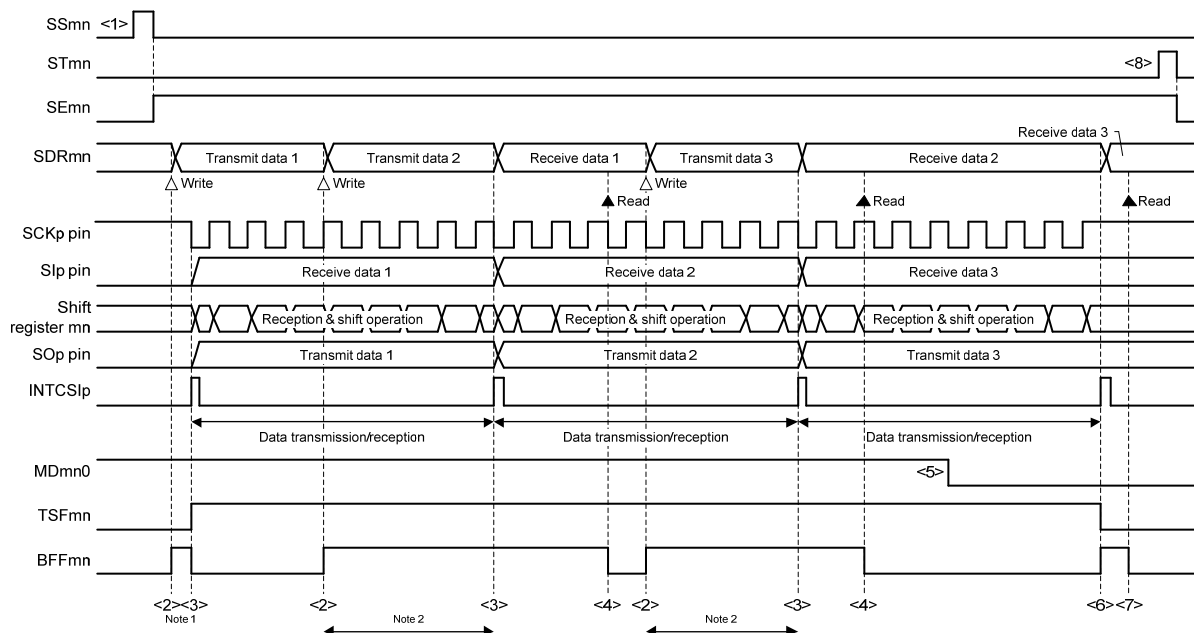 SSmn <1>
STmn <8>
SEmn
SDRmn Transmit data 1 Transmit data 2 Receive data 1 Transmit data 3 Receive data 2 Receive data 3
Write Write Write
Read Read Read
SCKp pin
SIp pin Receive data 1 Receive data 2 Receive data 3
Shift
register mn Reception & shift operation Reception & shift operation Reception & shift operation
SOp pin Transmit data 1 Transmit data 2 Transmit data 3
INTCSIp
Data transmission/reception Data transmission/reception Data transmission/reception
MDmn0 <5>
TSFmn
BFFmn
<2> <3> <2> <3> <4> <2> <3> <4> <6> <7>
Note 1 Note 2 Note 2